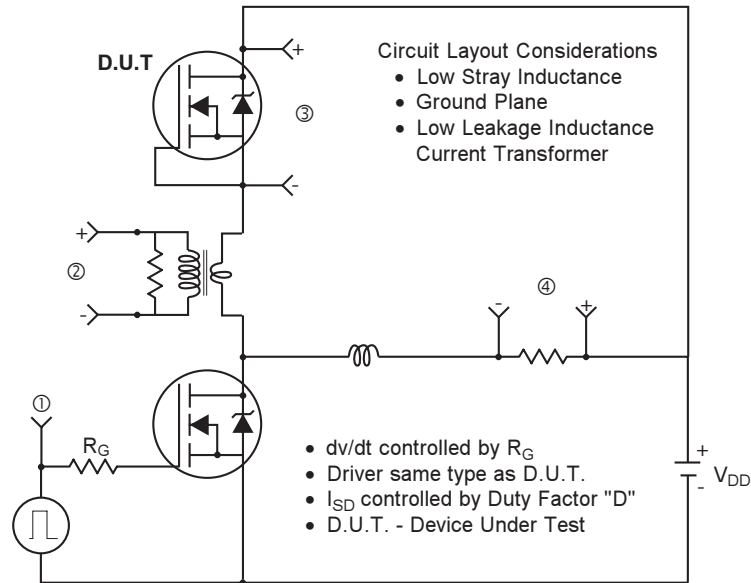 D.U.T
+
③
-
Circuit Layout Considerations
• Low Stray Inductance
• Ground Plane
• Low Leakage Inductance
Current Transformer
+
②
-
④
-
+
①
RG
• dv/dt controlled by RG
• Driver same type as D.U.T.
• ISD controlled by Duty Factor "D"
• D.U.T. - Device Under Test
+
VDD
-